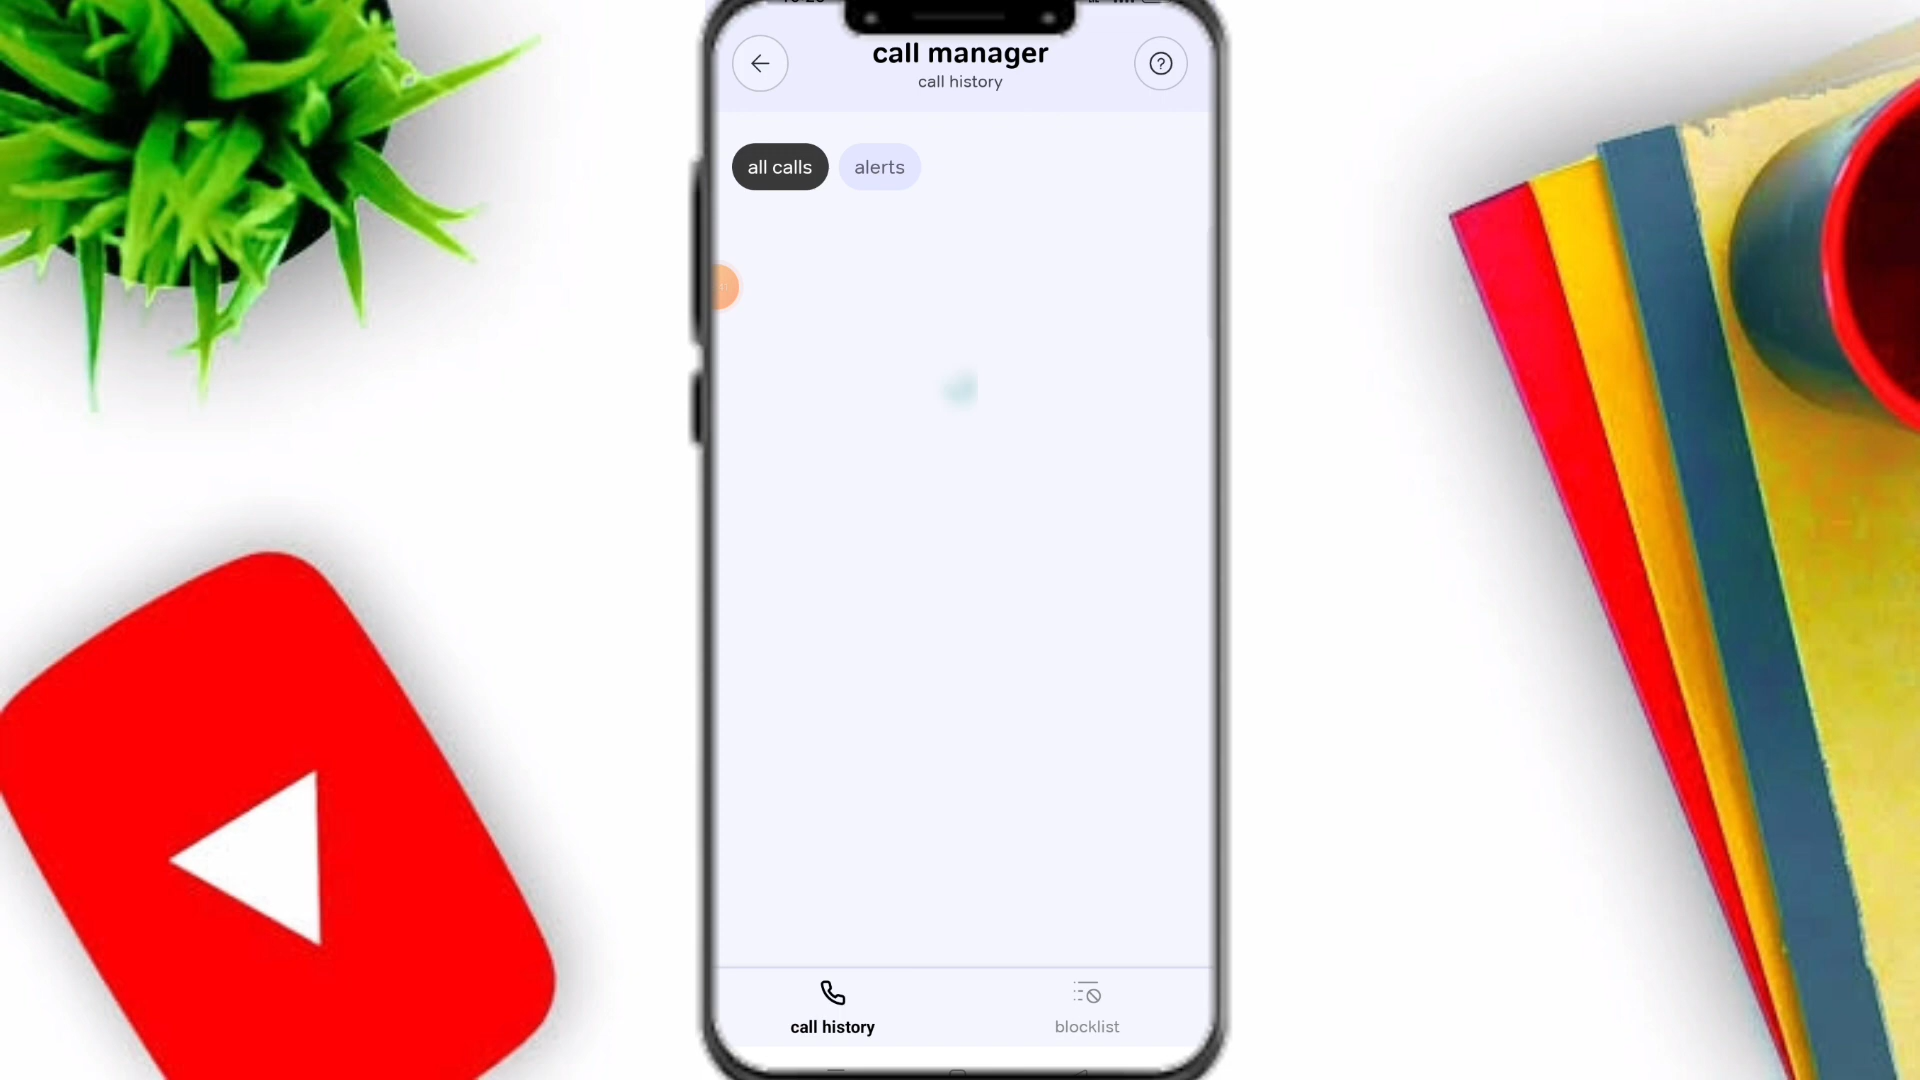 call manager
call history
all calls
alerts
call history
blocklist